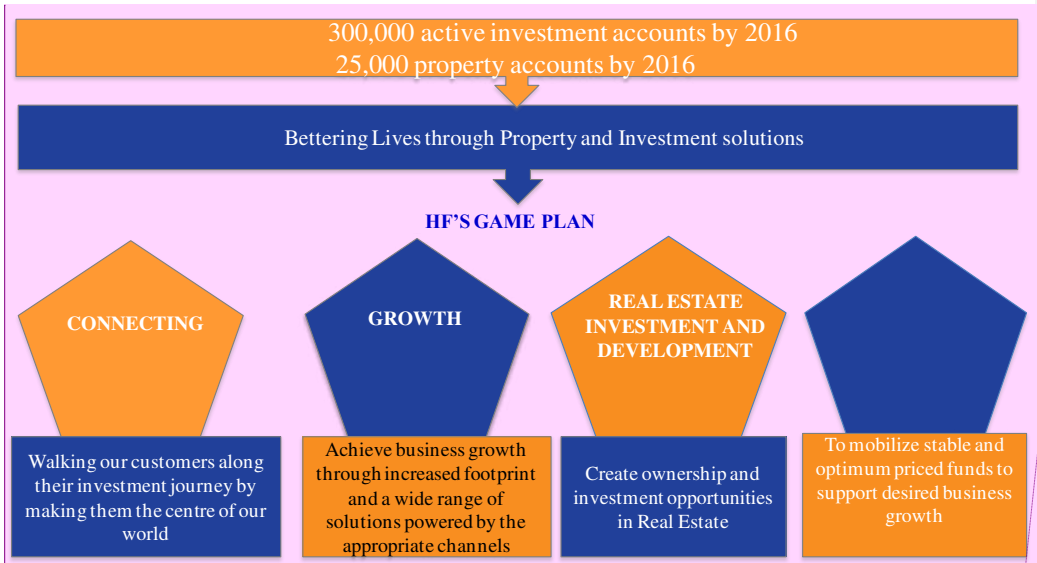 300,000 active investment accounts by 2016
25,000 property accounts by 2016
Bettering Lives through Property and Investment solutions
HF'S GAME PLAN
CONNECTING
GROWTH
REAL ESTATE
INVESTMENT AND
DEVELOPMENT
Walking our customers along
their investment journey by
making them the centre of our
world
Achieve business growth
through increased footprint
and a wide range of
solutions powered by the
appropriate channels
Create ownership and
investment opportunities
in Real Estate
To mobilize stable and
optimum priced funds to
support desired business
growth